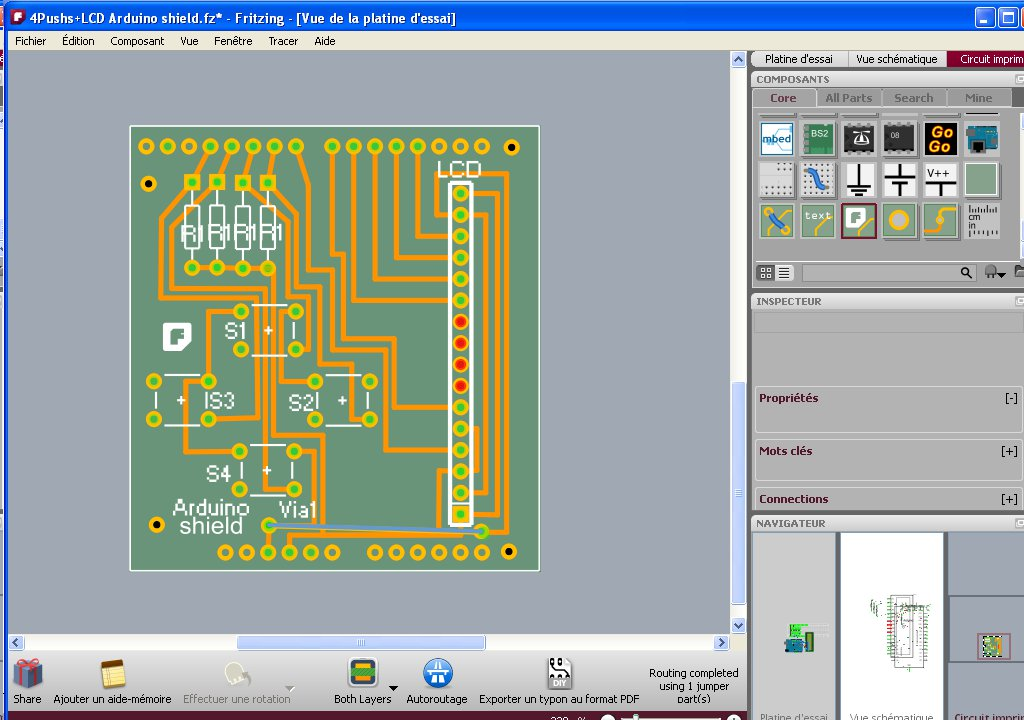 4Pushs+LCD Arduino shield.fz* - Fritzing - [Vue de la platine d'essai]
Fichier Édition Composant Vue Fenêtre Tracer Aide
Platine d'essai Vue schématique Circuit imprim
COMPOSANTS
Core All Parts Search Mine
mbed BS2 08 Go Go
V++
text F cm in
INSPECTEUR
Propriétés [-]
Mots clés [+]
Connections [+]
NAVIGATEUR
Platine d'essai Vue schématique Circuit imprim
LCD
R1 R1 R1 R1
S1
F
S3
S2
S4
Arduino
shield
Via1
Share Ajouter un aide-mémoire Effectuer une rotation Both Layers Autoroutage DIY Exporter un typon au format PDF
Routing completed
using 1 jumper
part(s)